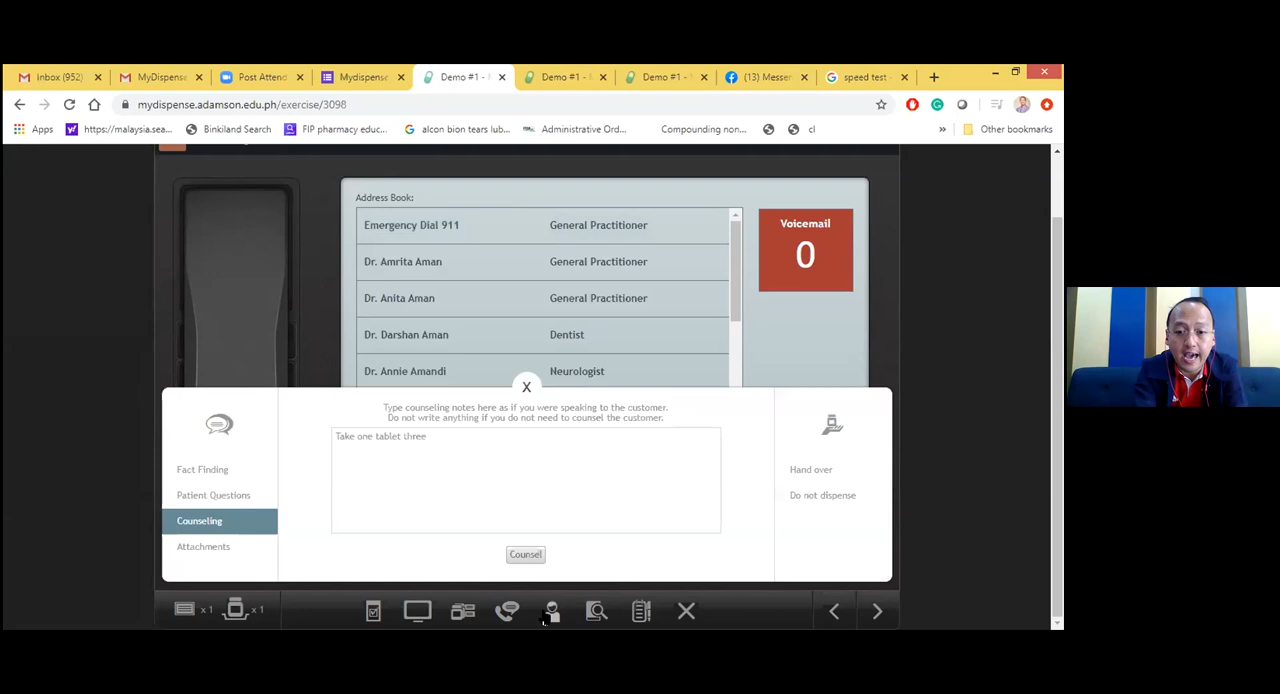 Inbox (952)
MyDispense
Post Attend
Mydispense
Demo #1 -
Demo #1 -
Demo #1 -
(13) Messen
speed test -
mydispense.adamson.edu.ph/exercise/3098
Apps
https://malaysia.sea...
Binkiland Search
FIP pharmacy educ...
alcon bion tears lub...
Administrative Ord...
Compounding non...
cl
»
Other bookmarks
Address Book:
Emergency Dial 911 General Practitioner
Dr. Amrita Aman General Practitioner
Dr. Anita Aman General Practitioner
Dr. Darshan Aman Dentist
Dr. Annie Amandi Neurologist
Voicemail
0
X
Type counseling notes here as if you were speaking to the customer.
Do not write anything if you do not need to counsel the customer.
Take one tablet three
Fact Finding
Patient Questions
Counseling
Attachments
Hand over
Do not dispense
Counsel
x 1
x 1